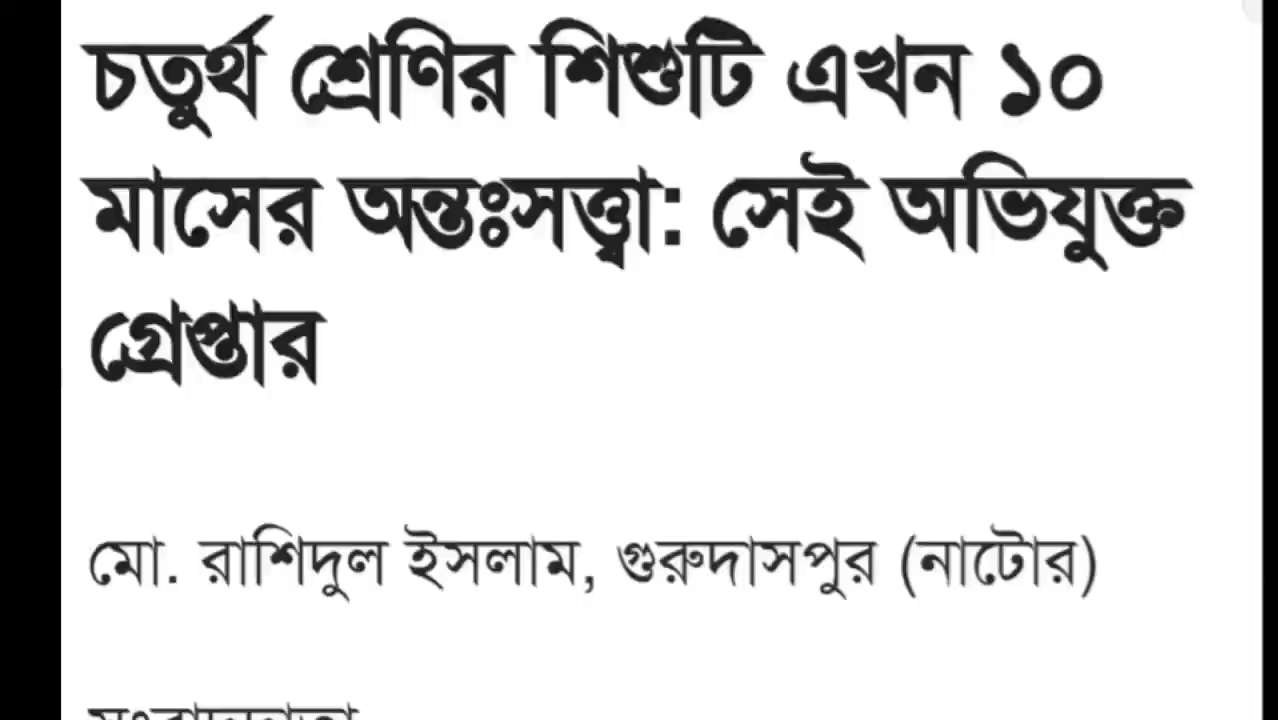 চতুর্থ শ্রেণির শিশুটি এখন ১০
মাসের অন্তঃসত্ত্বা: সেই অভিযুক্ত
গ্রেপ্তার
মো. রাশিদুল ইসলাম, গুরুদাসপুর (নাটোর)